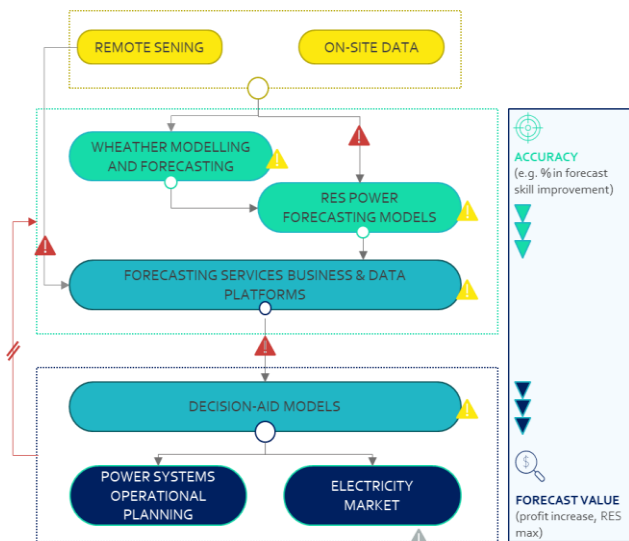 REMOTE SENING
ON-SITE DATA
WHEATHER MODELLING
AND FORECASTING
RES POWER
FORECASTING MODELS
FORECASTING SERVICES BUSINESS & DATA
PLATFORMS
DECISION-AID MODELS
POWER SYSTEMS
OPERATIONAL
PLANNING
ELECTRICITY
MARKET
ACCURACY
(e.g. % in forecast
skill improvement)
FORECAST VALUE
(profit increase, RES
max)